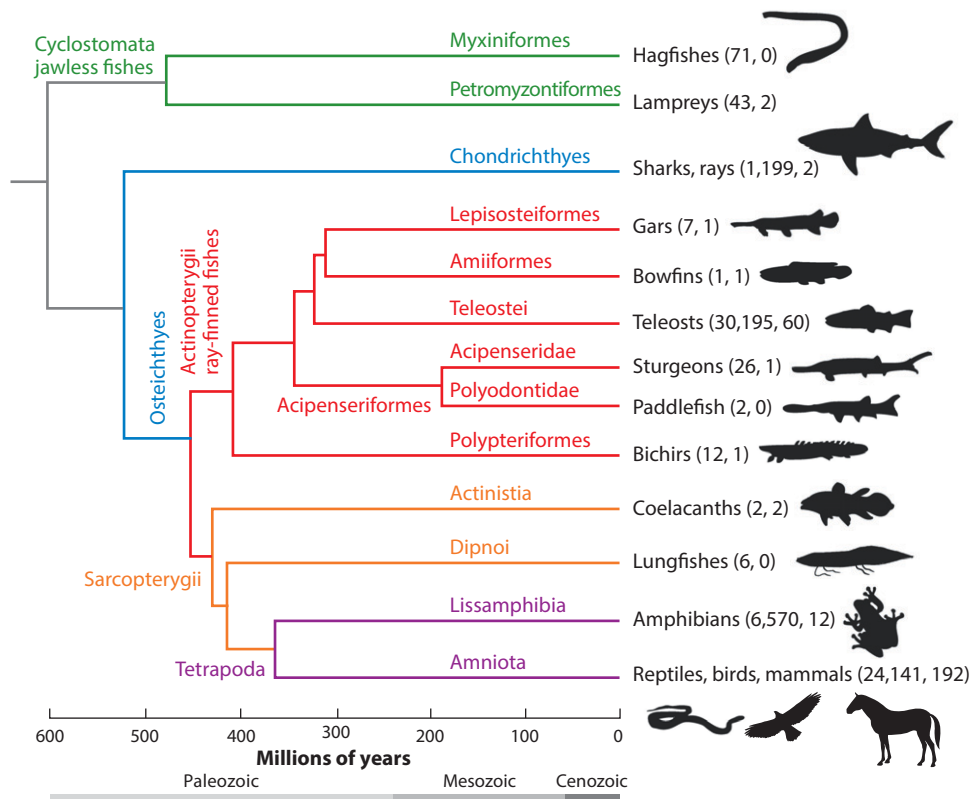 Cyclostomata
jawless fishes
Myxiniformes
Hagfishes (71, 0)
Petromyzontiformes
Lampreys (43, 2)
Chondrichthyes
Sharks, rays (1,199, 2)
Osteichthyes
Actinopterygii
ray-finned fishes
Lepisosteiformes
Gars (7, 1)
Amiiformes
Bowfins (1, 1)
Teleostei
Teleosts (30,195, 60)
Acipenseriformes
Acipenseridae
Sturgeons (26, 1)
Polyodontidae
Paddlefish (2, 0)
Polypteriformes
Bichirs (12, 1)
Sarcopterygii
Actinistia
Coelacanths (2, 2)
Dipnoi
Lungfishes (6, 0)
Tetrapoda
Lissamphibia
Amphibians (6,570, 12)
Amniota
Reptiles, birds, mammals (24,141, 192)
600 500 400 300 200 100 0
Millions of years
Paleozoic Mesozoic Cenozoic